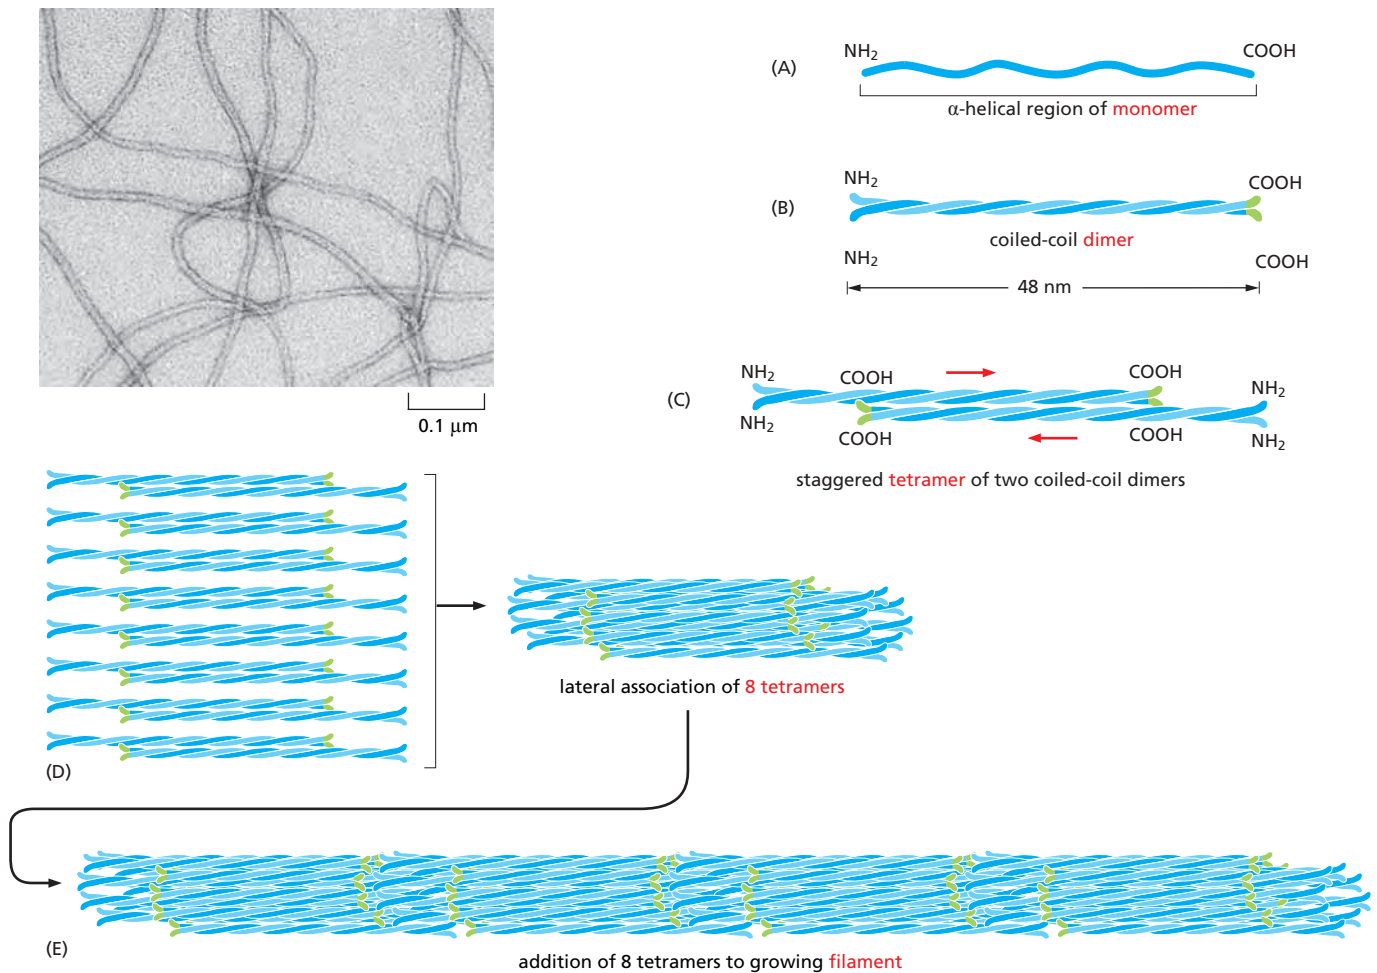 0.1 μm
(A)
NH2
COOH
α-helical region of monomer
(B)
NH2
COOH
coiled-coil dimer
NH2
COOH
48 nm
(C)
NH2
COOH
COOH
NH2
NH2
COOH
COOH
NH2
staggered tetramer of two coiled-coil dimers
(D)
lateral association of 8 tetramers
(E)
addition of 8 tetramers to growing filament